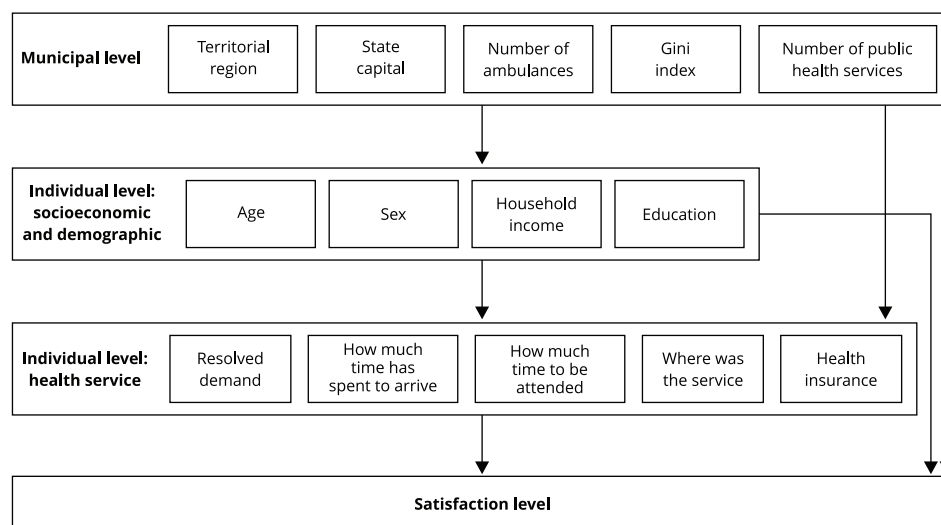 Municipal level
Territorial
region
State
capital
Number of
ambulances
Gini
index
Number of public
health services
Individual level:
socioeconomic
and demographic
Age
Sex
Household
income
Education
Individual level:
health service
Resolved
demand
How much
time has
spent to arrive
How much
time to be
attended
Where was
the service
Health
insurance
Satisfaction level